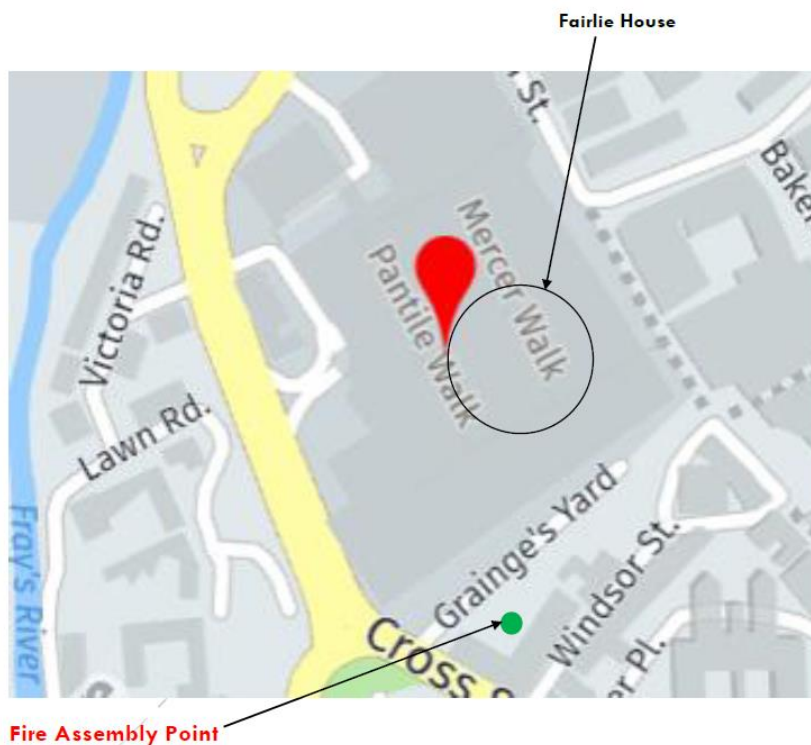 Fairlie House
St.
Baker
Mercer Walk
Pantile Walk
Victoria Rd.
Lawn Rd.
Fray's River
Grainge's Yard
Windsor St.
Cross
Pl.
Fire Assembly Point